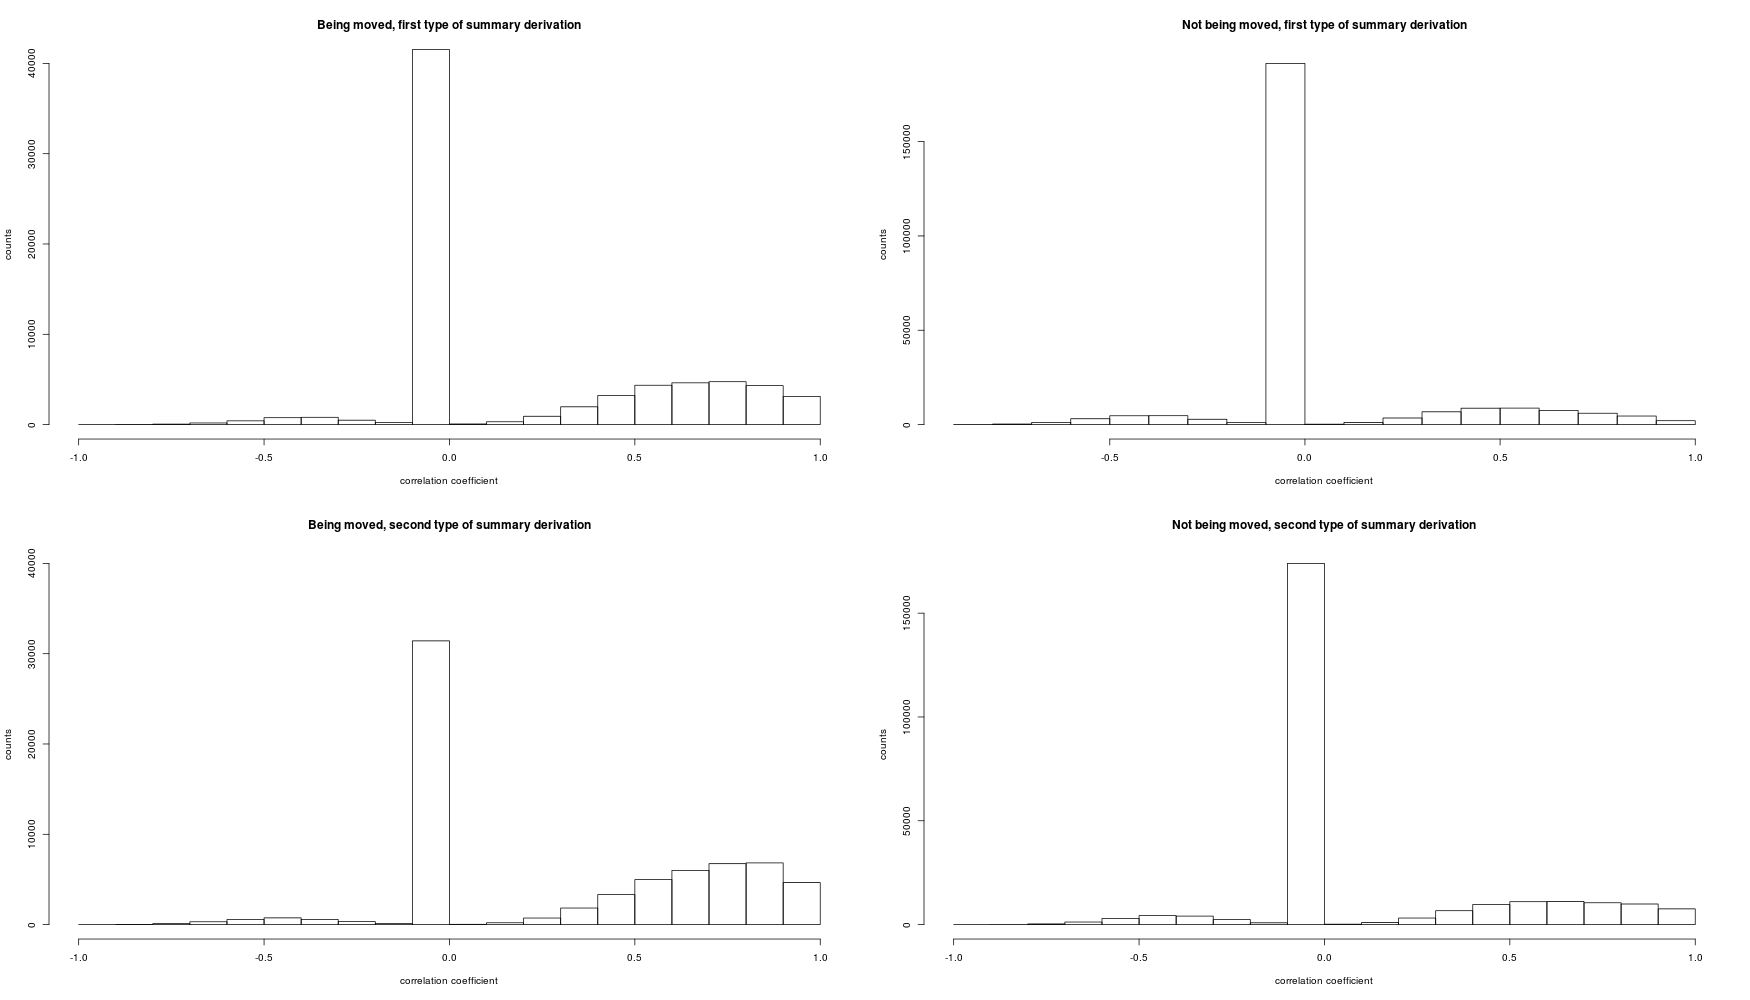 Being moved, first type of summary derivation
counts
0 10000 20000 30000 40000
-1.0 -0.5 0.0 0.5 1.0
correlation coefficient
Not being moved, first type of summary derivation
counts
0 50000 100000 150000
-0.5 0.0 0.5 1.0
correlation coefficient
Being moved, second type of summary derivation
counts
0 10000 20000 30000 40000
-1.0 -0.5 0.0 0.5 1.0
correlation coefficient
Not being moved, second type of summary derivation
counts
0 50000 100000 150000
-1.0 -0.5 0.0 0.5 1.0
correlation coefficient